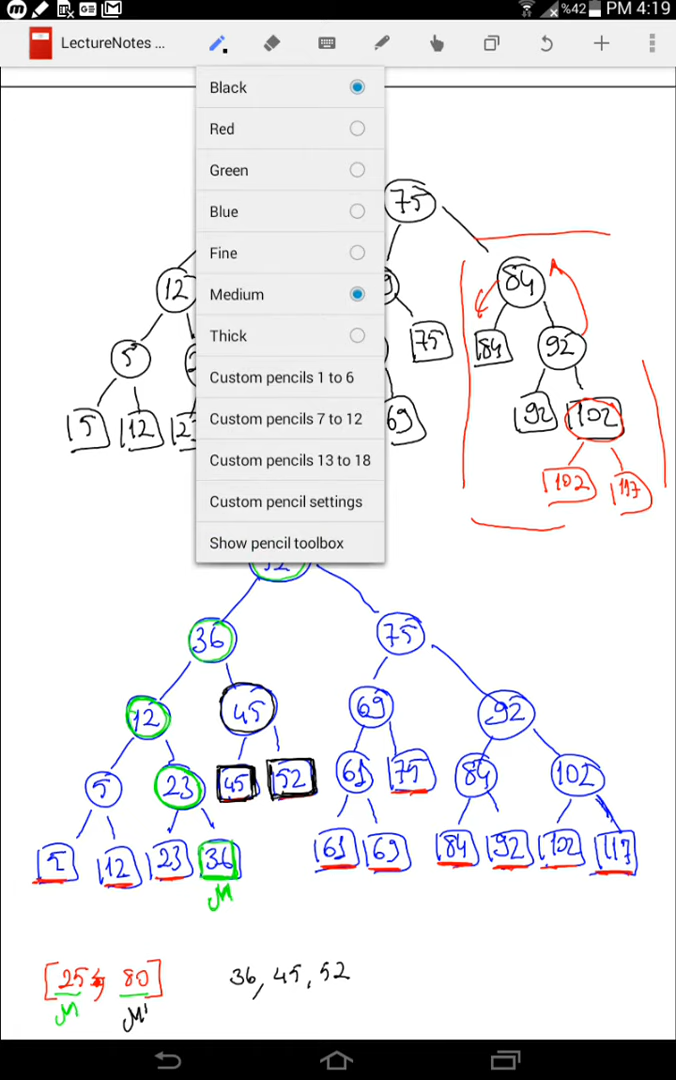 %42 PM 4:19
LectureNotes ...
Black
Red
Green
Blue
Fine
Medium
Thick
Custom pencils 1 to 6
Custom pencils 7 to 12
Custom pencils 13 to 18
Custom pencil settings
Show pencil toolbox
75
12 84
5 75 84 92
5 12 69 92 102
102 117
36 75
12 45 69 92
5 23 45 52 61 75 84 102
5 12 23 36 61 69 84 92 102 117
M
[25, 80] 36, 45, 52
M M'